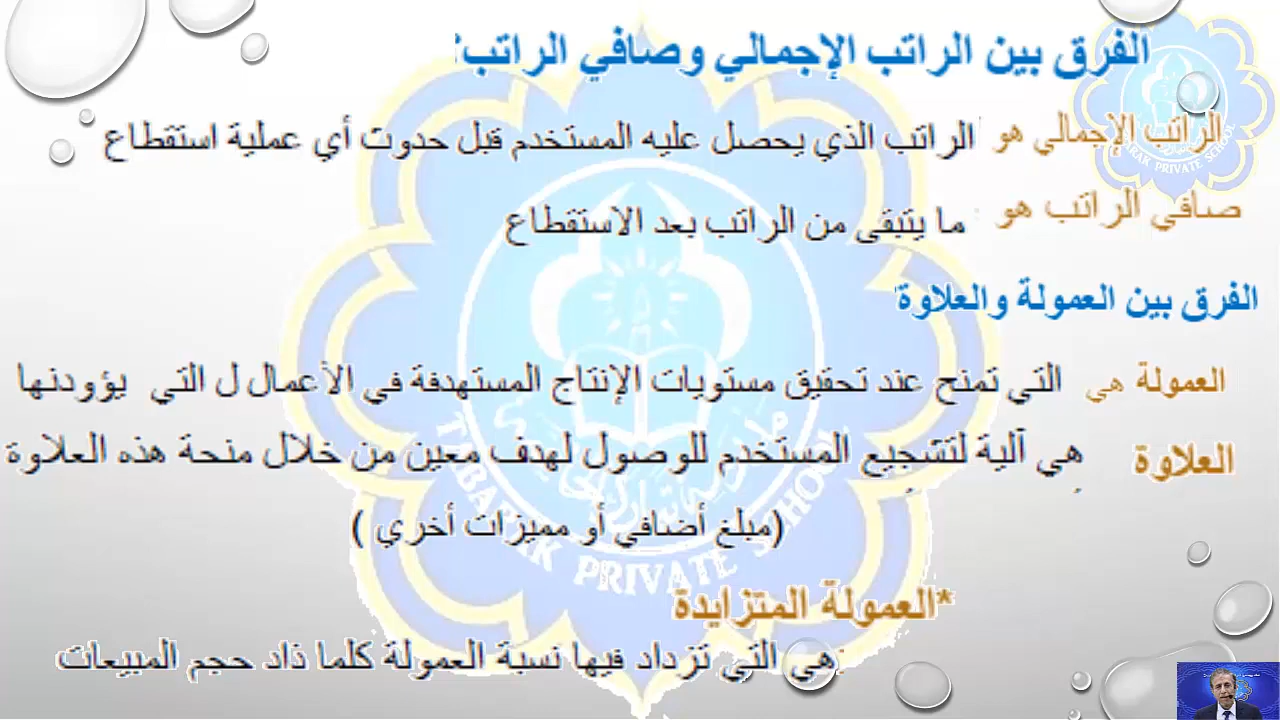 الفرق بين الراتب الإجمالي وصافي الراتب:
الراتب الإجمالي هو الراتب الذي يحصل عليه المستخدم قبل حدوث أي عملية استقطاع
صافي الراتب هو : ما يتبقى من الراتب بعد الاستقطاع
الفرق بين العمولة والعلاوة
العمولة هي التي تمنح عند تحقيق مستويات الإنتاج المستهدفة في الأعمال ل التي يؤودنها
العلاوة هي آلية لتشجيع المستخدم للوصول لهدف معين من خلال منحة هذه العلاوة
(مبلغ أضافي أو مميزات أخري )
*العمولة المتزايدة
هي التي تزداد فيها نسبة العمولة كلما ذاد حجم المبيعات
TUBARAK PRIVATE SCHOOL